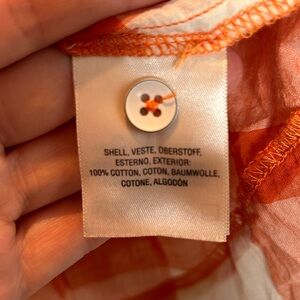 SHELL, VESTE, OBERSTOFF,
ESTERNO, EXTERIOR:
100% COTTON, COTON, BAUMWOLLE,
COTONE, ALGODÓN